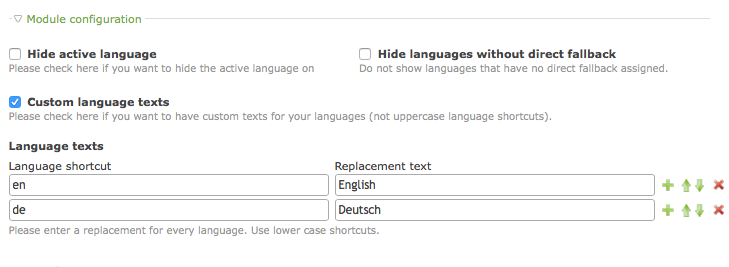 Module configuration
Hide active language
Hide languages without direct fallback
Please check here if you want to hide the active language on
Do not show languages that have no direct fallback assigned.
Custom language texts
Please check here if you want to have custom texts for your languages (not uppercase language shortcuts).
Language texts
Language shortcut
Replacement text
en
English
de
Deutsch
Please enter a replacement for every language. Use lower case shortcuts.